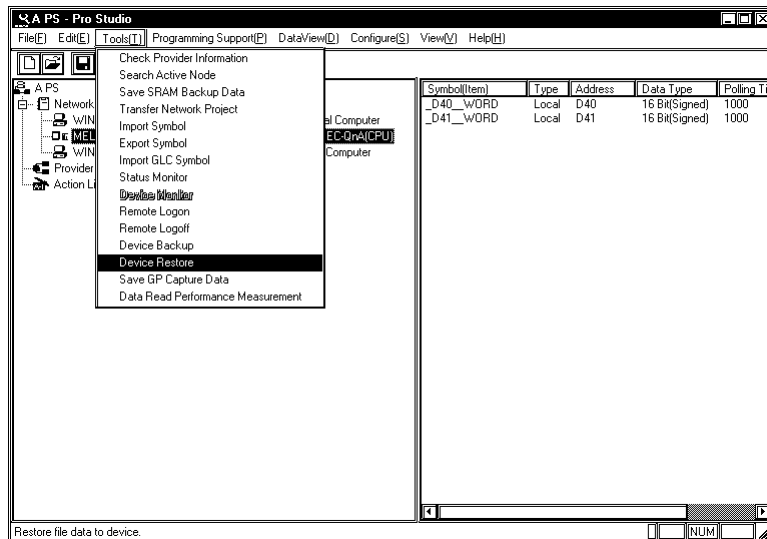 A PS - Pro Studio
File(F) Edit(E) Tools(T) Programming Support(P) DataView(D) Configure(S) View(V) Help(H)
Check Provider Information
Search Active Node
Save SRAM Backup Data
Transfer Network Project
Import Symbol
Export Symbol
Import GLC Symbol
Status Monitor
Device Monitor
Remote Logon
Remote Logoff
Device Backup
Device Restore
Save GP Capture Data
Data Read Performance Measurement
A PS
Network
WIN al Computer
MEL EC-QnA(CPU)
WIN Computer
Provider
Action Li
Symbol(Item) Type Address Data Type Polling Ti
_D40__WORD Local D40 16 Bit(Signed) 1000
_D41__WORD Local D41 16 Bit(Signed) 1000
Restore file data to device. NUM